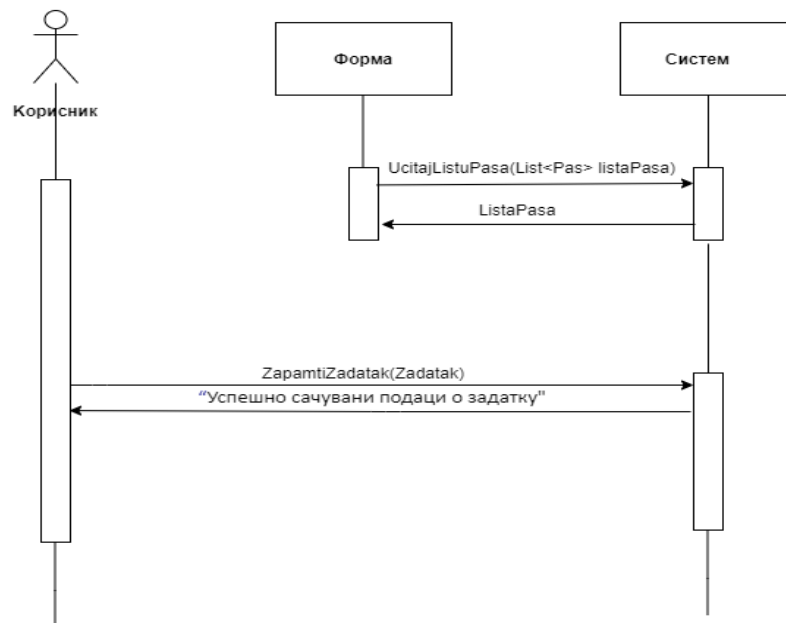 Форма
Систем
Корисник
UcitajListuPasa(List<Pas> listaPasa)
ListaPasa
ZapamtiZadatak(Zadatak)
“Успешно сачувани подаци о задатку"